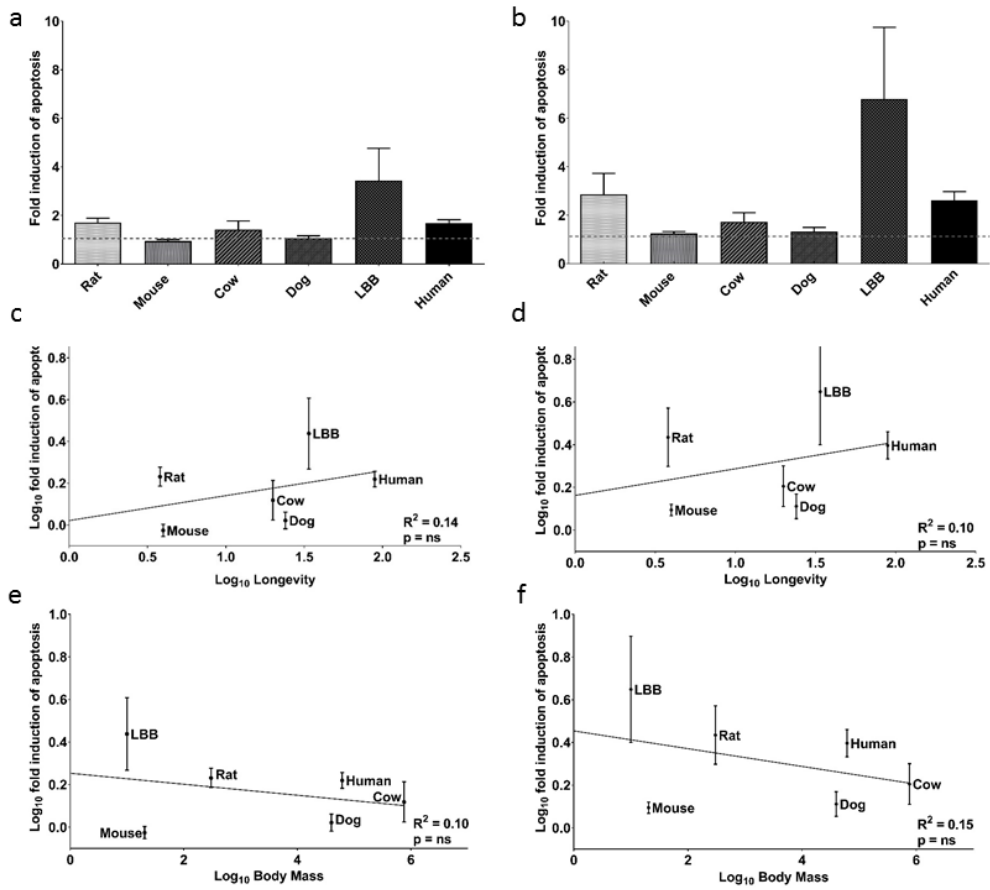 a
Fold induction of apoptosis
10
8
6
4
2
0
Rat
Mouse
Cow
Dog
LBB
Human
b
Fold induction of apoptosis
10
8
6
4
2
0
Rat
Mouse
Cow
Dog
LBB
Human
c
Log₁₀ fold induction of apoptc
0.8
0.6
0.4
0.2
0.0
LBB
Rat
Human
Cow
Dog
Mouse
R² = 0.14
p = ns
0.0 0.5 1.0 1.5 2.0 2.5
Log₁₀ Longevity
d
Log₁₀ fold induction of apoptc
0.8
0.6
0.4
0.2
0.0
LBB
Rat
Human
Cow
Mouse
Dog
R² = 0.10
p = ns
0.0 0.5 1.0 1.5 2.0 2.5
Log₁₀ Longevity
e
Log₁₀ fold induction of apoptosis
1.0
0.8
0.6
0.4
0.2
0.0
LBB
Rat
Human
Cow
Mouse
Dog
R² = 0.10
p = ns
0 2 4 6
Log₁₀ Body Mass
f
Log₁₀ fold induction of apoptosis
1.0
0.8
0.6
0.4
0.2
0.0
LBB
Rat
Human
Cow
Mouse
Dog
R² = 0.15
p = ns
0 2 4 6
Log₁₀ Body Mass